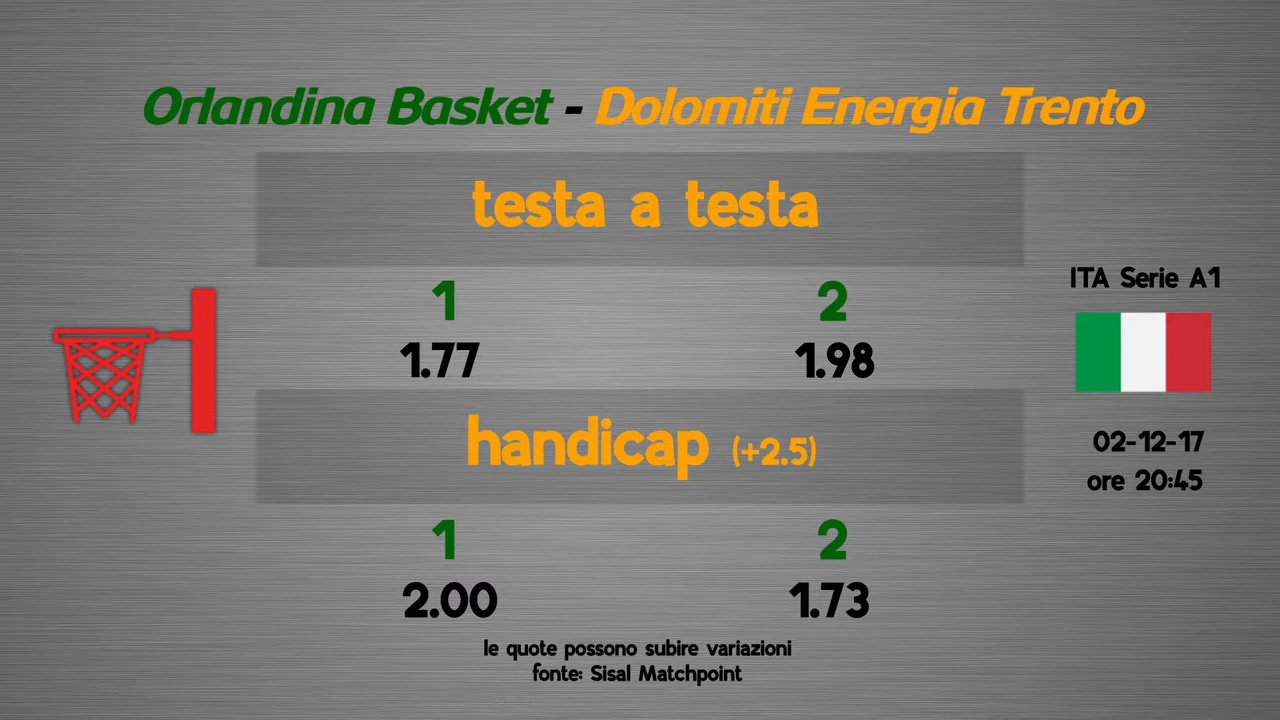 Orlandina Basket - Dolomiti Energia Trento
testa a testa
1 2
1.77 1.98
handicap (+2.5)
1 2
2.00 1.73
le quote possono subire variazioni
fonte: Sisal Matchpoint
ITA Serie A1
02-12-17
ore 20:45